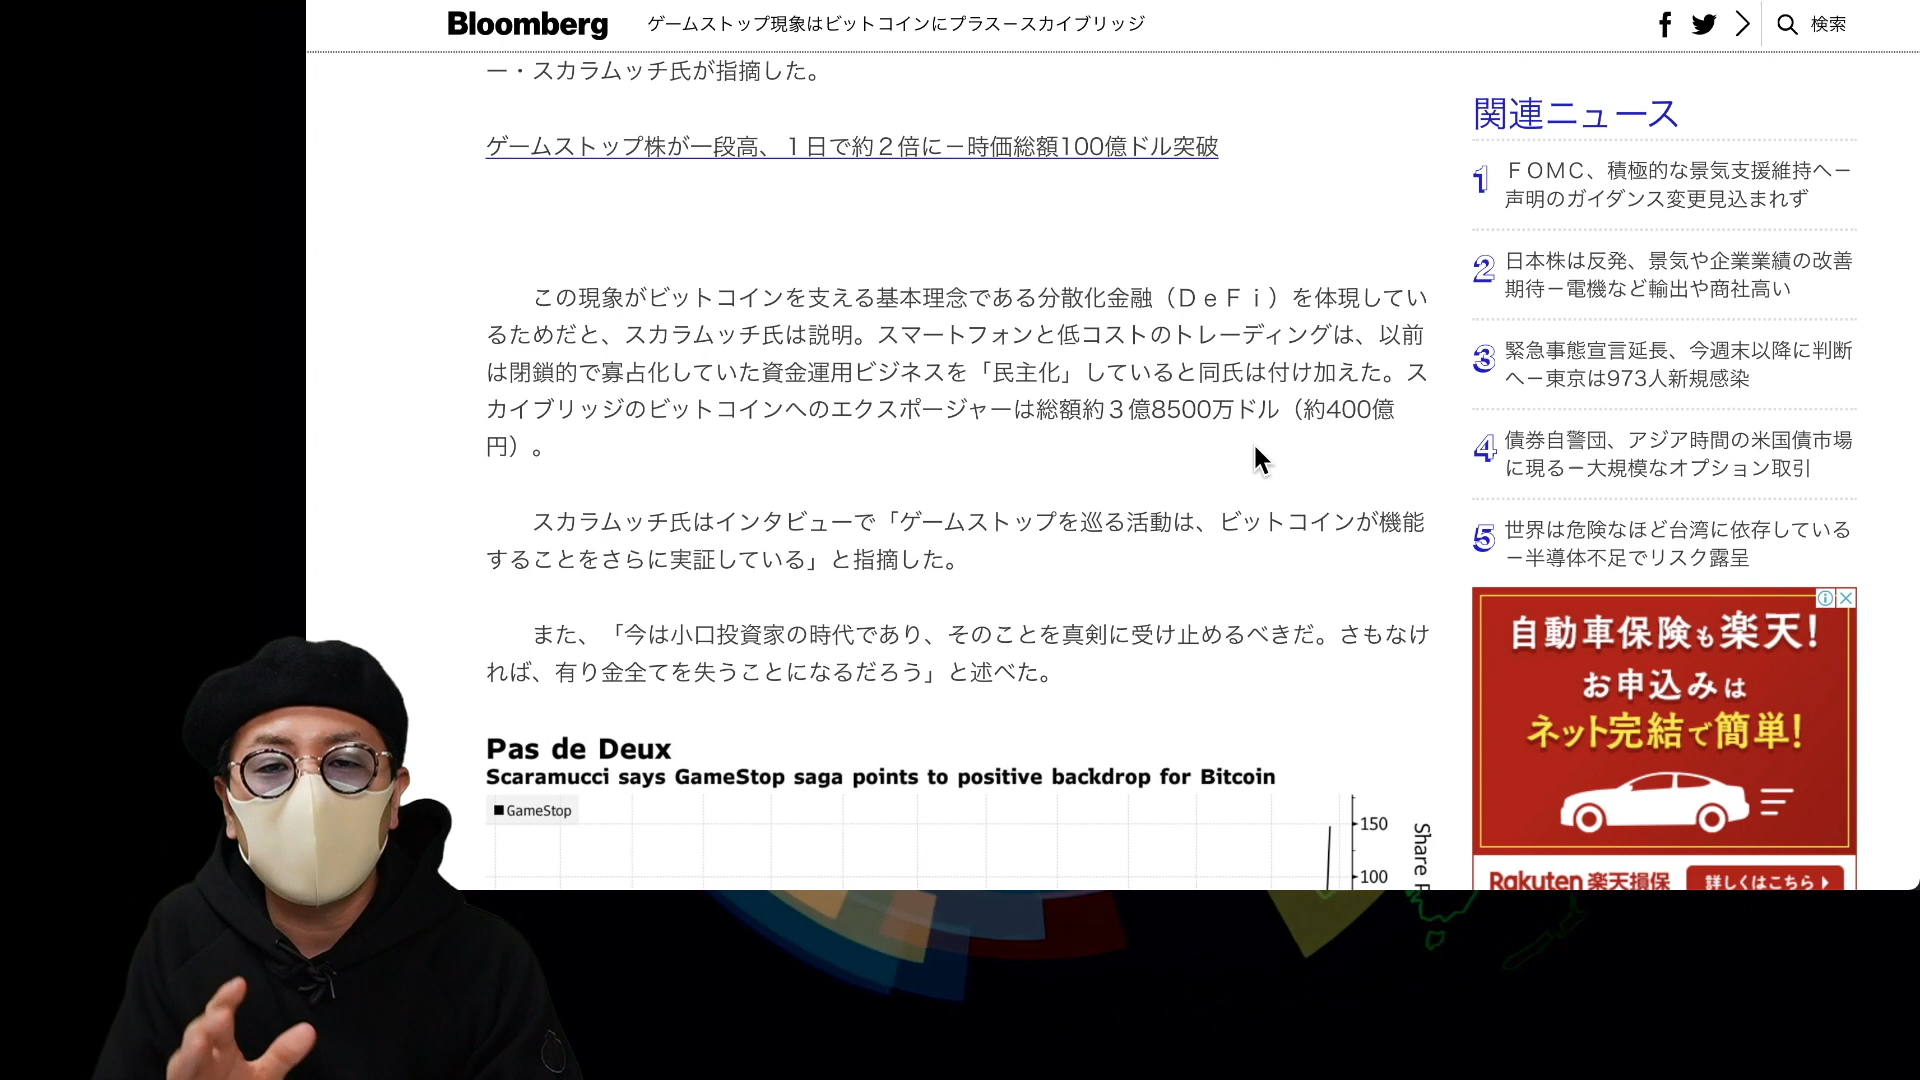 Bloomberg ゲームストップ現象はビットコインにプラス－スカイブリッジ 検索
ー・スカラムッチ氏が指摘した。
ゲームストップ株が一段高、１日で約２倍に－時価総額100億ドル突破
この現象がビットコインを支える基本理念である分散化金融（ＤｅＦｉ）を体現してい
るためだと、スカラムッチ氏は説明。スマートフォンと低コストのトレーディングは、以前
は閉鎖的で寡占化していた資金運用ビジネスを「民主化」していると同氏は付け加えた。ス
カイブリッジのビットコインへのエクスポージャーは総額約３億8500万ドル（約400億
円）。
スカラムッチ氏はインタビューで「ゲームストップを巡る活動は、ビットコインが機能
することをさらに実証している」と指摘した。
また、「今は小口投資家の時代であり、そのことを真剣に受け止めるべきだ。さもなけ
れば、有り金全てを失うことになるだろう」と述べた。
Pas de Deux
Scaramucci says GameStop saga points to positive backdrop for Bitcoin
GameStop
150
100
関連ニュース
1 ＦＯＭＣ、積極的な景気支援維持へ－
声明のガイダンス変更見込まれず
2 日本株は反発、景気や企業業績の改善
期待－電機など輸出や商社高い
3 緊急事態宣言延長、今週末以降に判断
へ－東京は973人新規感染
4 債券自警団、アジア時間の米国債市場
に現る－大規模なオプション取引
5 世界は危険なほど台湾に依存している
－半導体不足でリスク露呈
自動車保険も楽天！
お申込みは
ネット完結で簡単！
Rakuten 楽天損保 詳しくはこちら